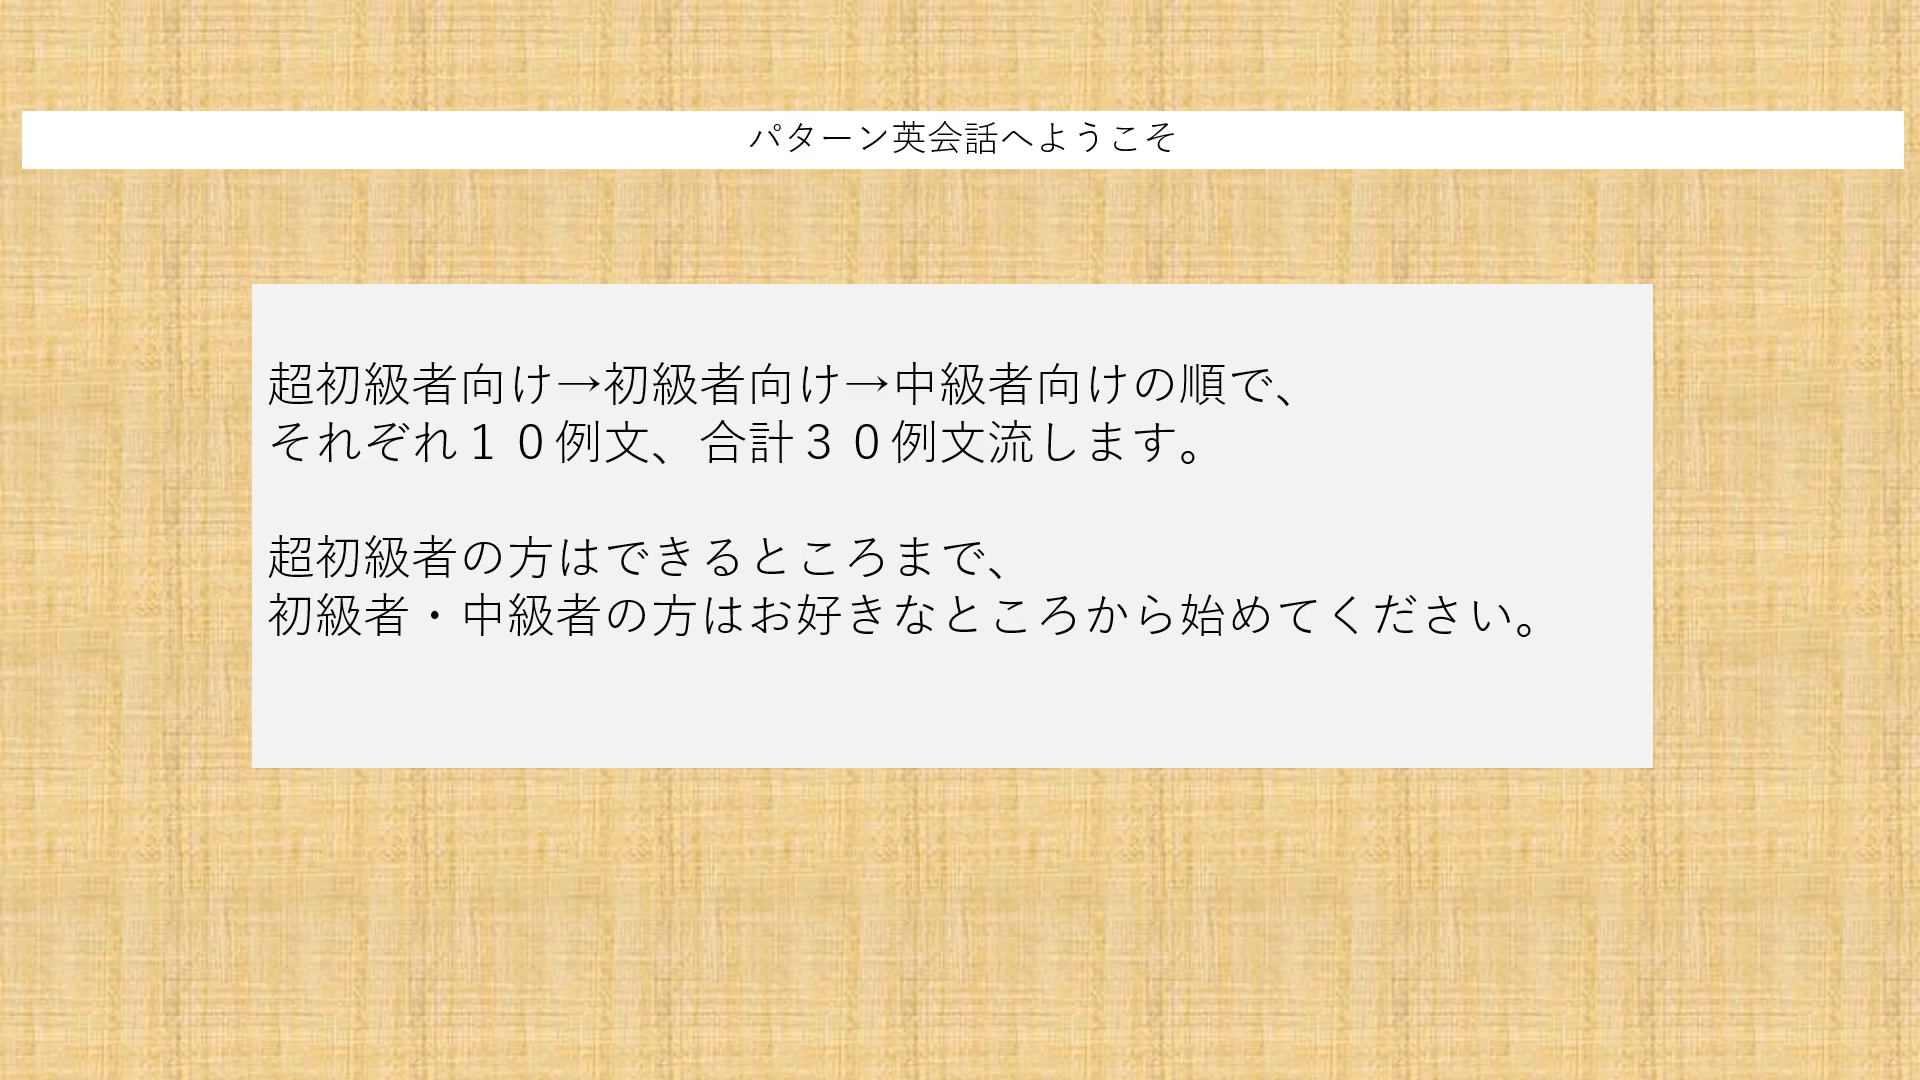 パターン英会話へようこそ
超初級者向け→初級者向け→中級者向けの順で、
それぞれ１０例文、合計３０例文流します。
超初級者の方はできるところまで、
初級者・中級者の方はお好きなところから始めてください。